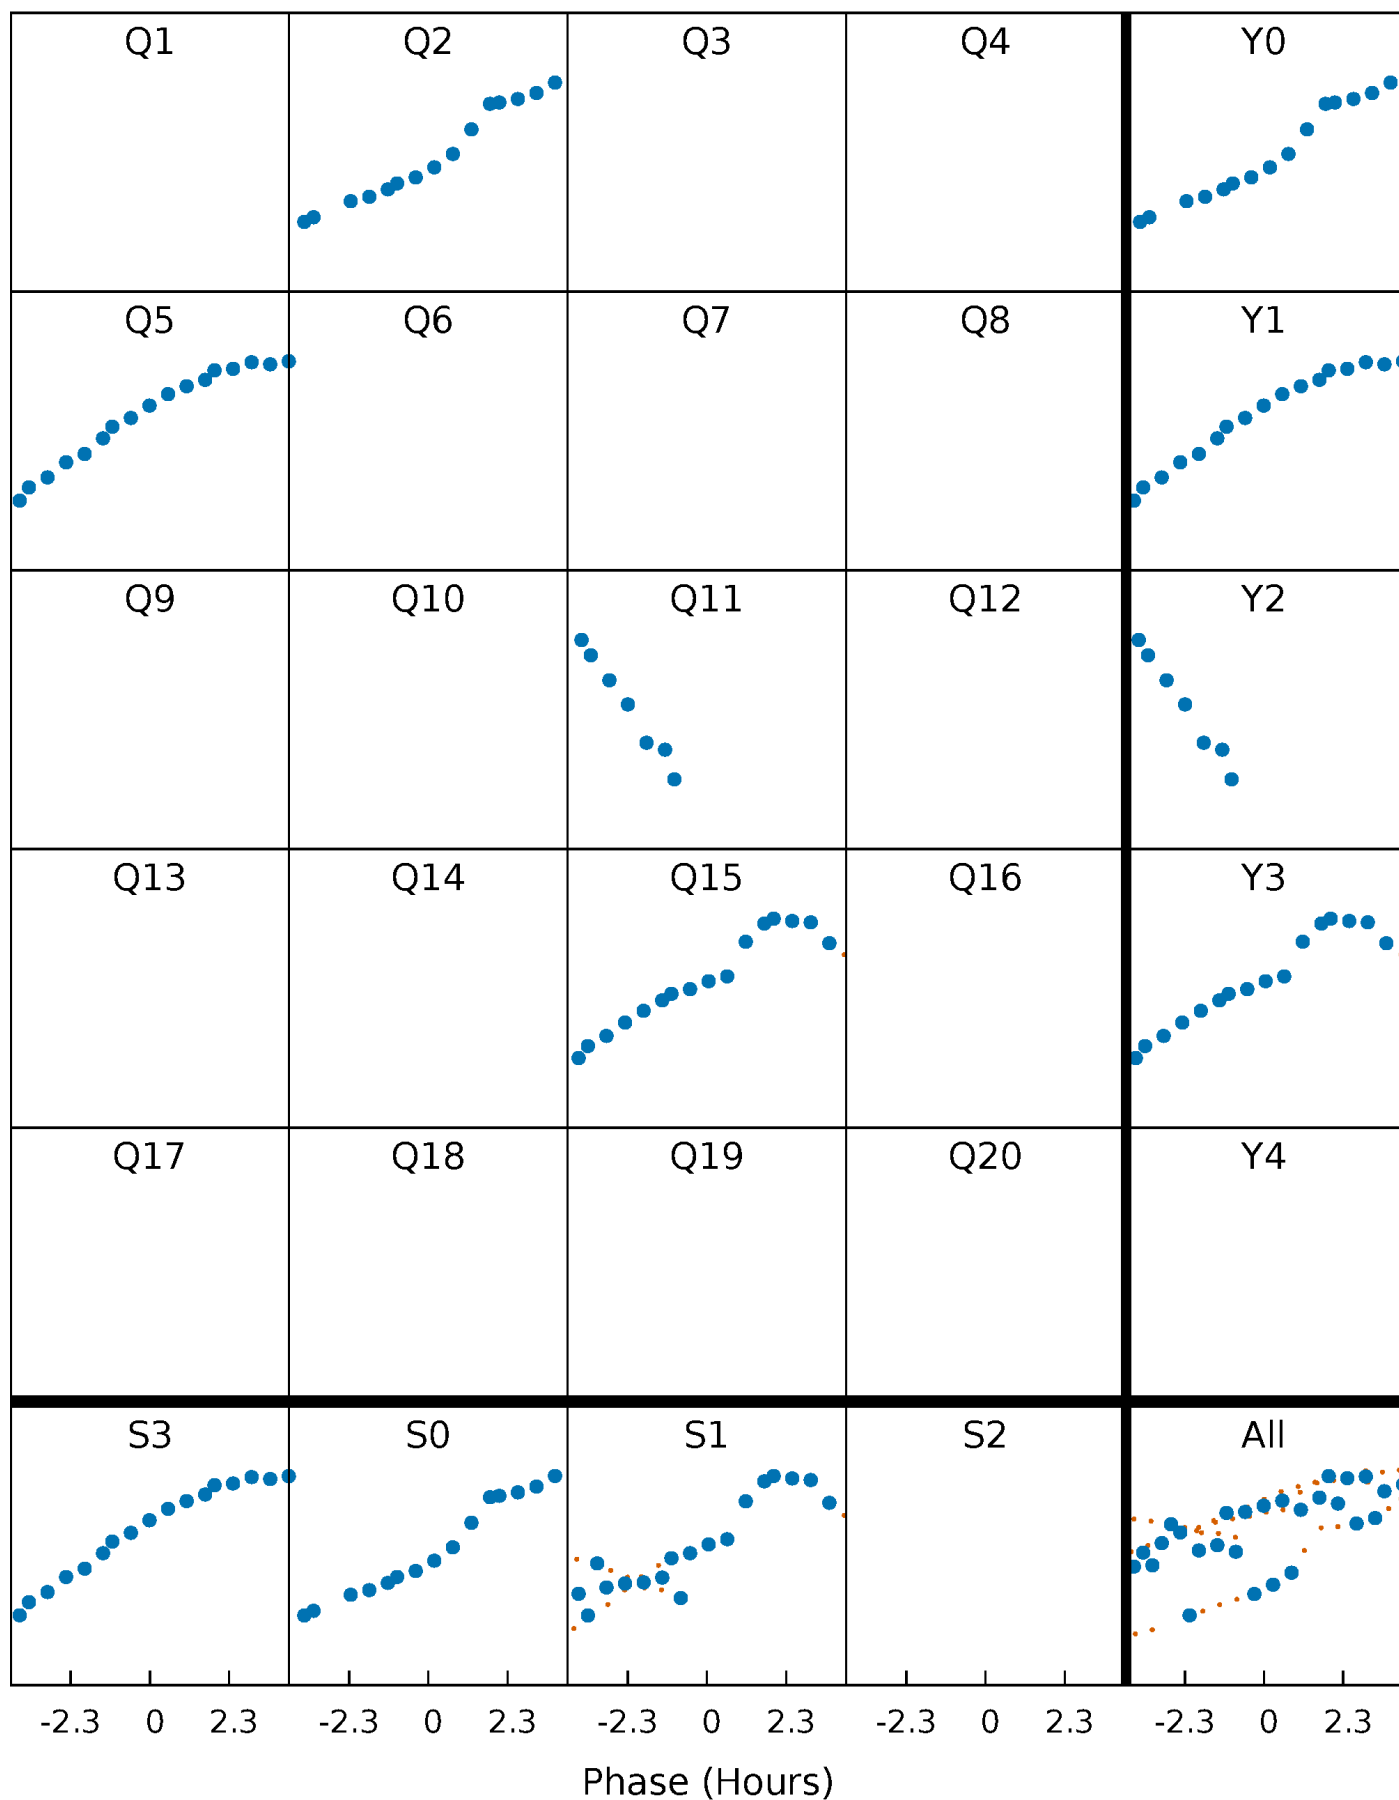 Q1 Q2 Q3 Q4 Y0
Q5 Q6 Q7 Q8 Y1
Q9 Q10 Q11 Q12 Y2
Q13 Q14 Q15 Q16 Y3
Q17 Q18 Q19 Q20 Y4
S3 S0 S1 S2 All
-2.3 0 2.3 -2.3 0 2.3 -2.3 0 2.3 -2.3 0 2.3 -2.3 0 2.3
Phase (Hours)